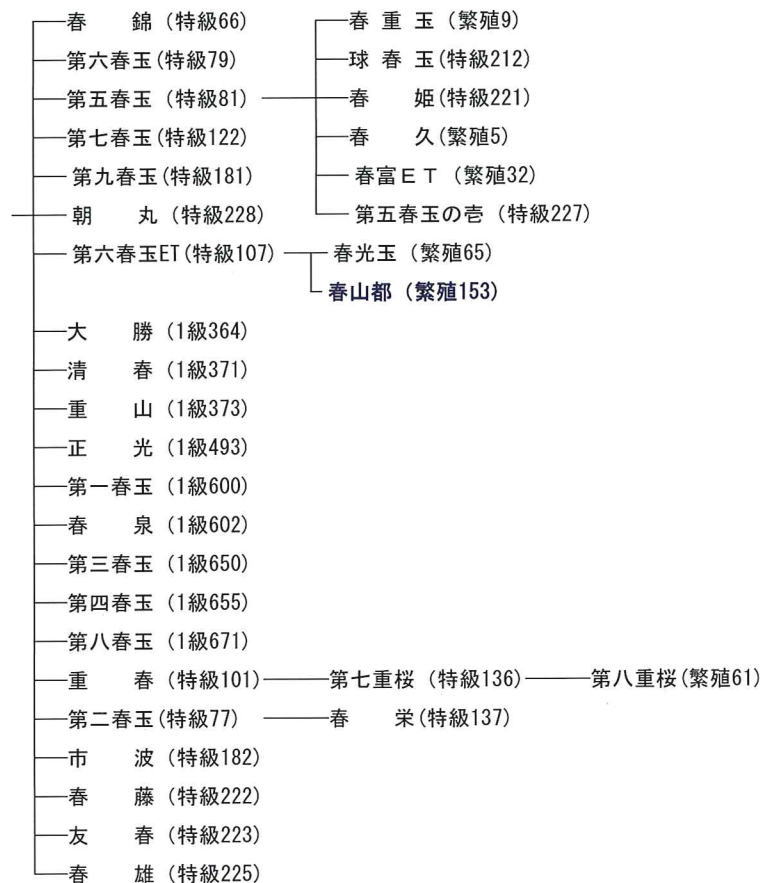 春　錦（特級66）　春重玉（繁殖9）
第六春玉(特級79)　球春玉(特級212)
第五春玉（特級81)　春　姫(特級221)
第七春玉(特級122)　春　久(繁殖5)
第九春玉(特級181)　春富ＥＴ（繁殖32)
朝　丸（特級228)　第五春玉の壱（特級227)
第六春玉ET(特級107)　春光玉（繁殖65)
春山都（繁殖153)
大　勝（1級364)
清　春（1級371)
重　山（1級373)
正　光（1級493)
第一春玉（1級600)
春　泉（1級602)
第三春玉（1級650)
第四春玉（1級655)
第八春玉（1級671)
重　春（特級101)　第七重桜（特級136)　第八重桜(繁殖61)
第二春玉(特級77)　春　栄(特級137)
市　波（特級182)
春　藤（特級222)
友　春（特級223)
春　雄（特級225)